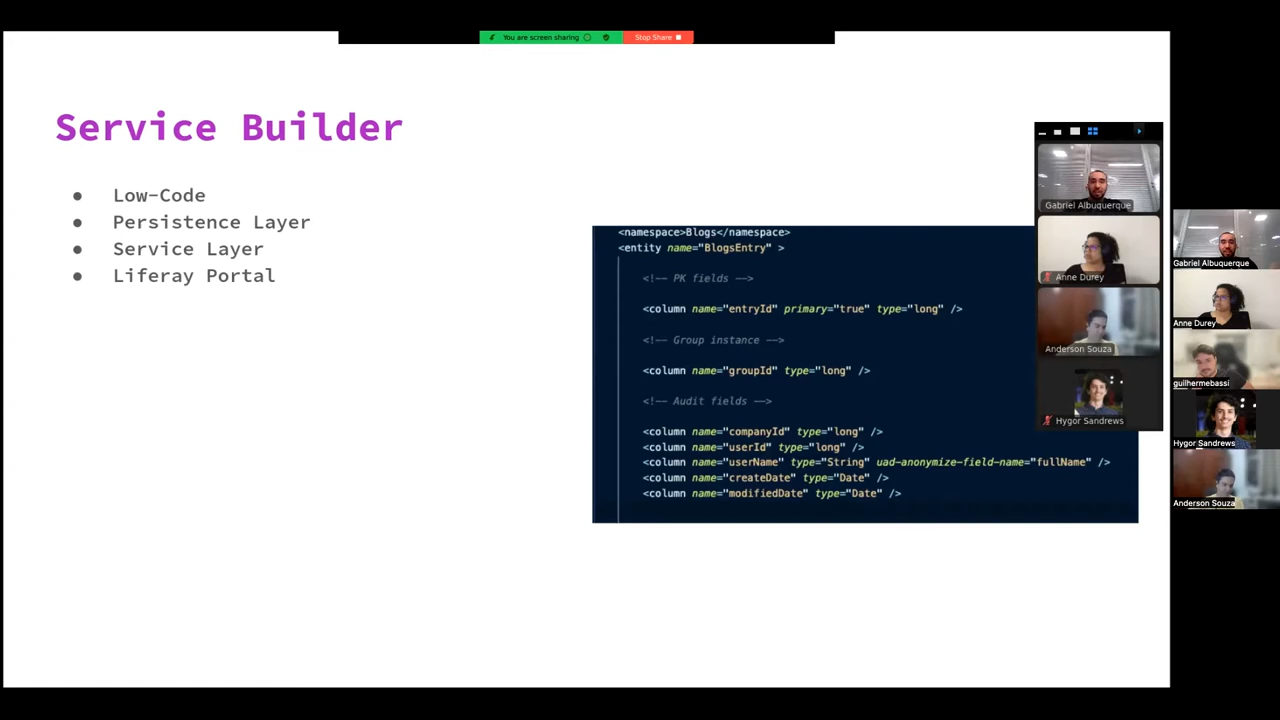 You are screen sharing
Stop Share
Service Builder
● Low-Code
● Persistence Layer
● Service Layer
● Liferay Portal
<namespace>Blogs</namespace>
<entity name="BlogsEntry" >
<!-- PK fields -->
<column name="entryId" primary="true" type="long" />
<!-- Group instance -->
<column name="groupId" type="long" />
<!-- Audit fields -->
<column name="companyId" type="long" />
<column name="userId" type="long" />
<column name="userName" type="String" uad-anonymize-field-name="fullName" />
<column name="createDate" type="Date" />
<column name="modifiedDate" type="Date" />
Gabriel Albuquerque
Anne Durey
Anderson Souza
Hygor Sandrews
Gabriel Albuquerque
Anne Durey
guilhermebassi
Hygor Sandrews
Anderson Souza